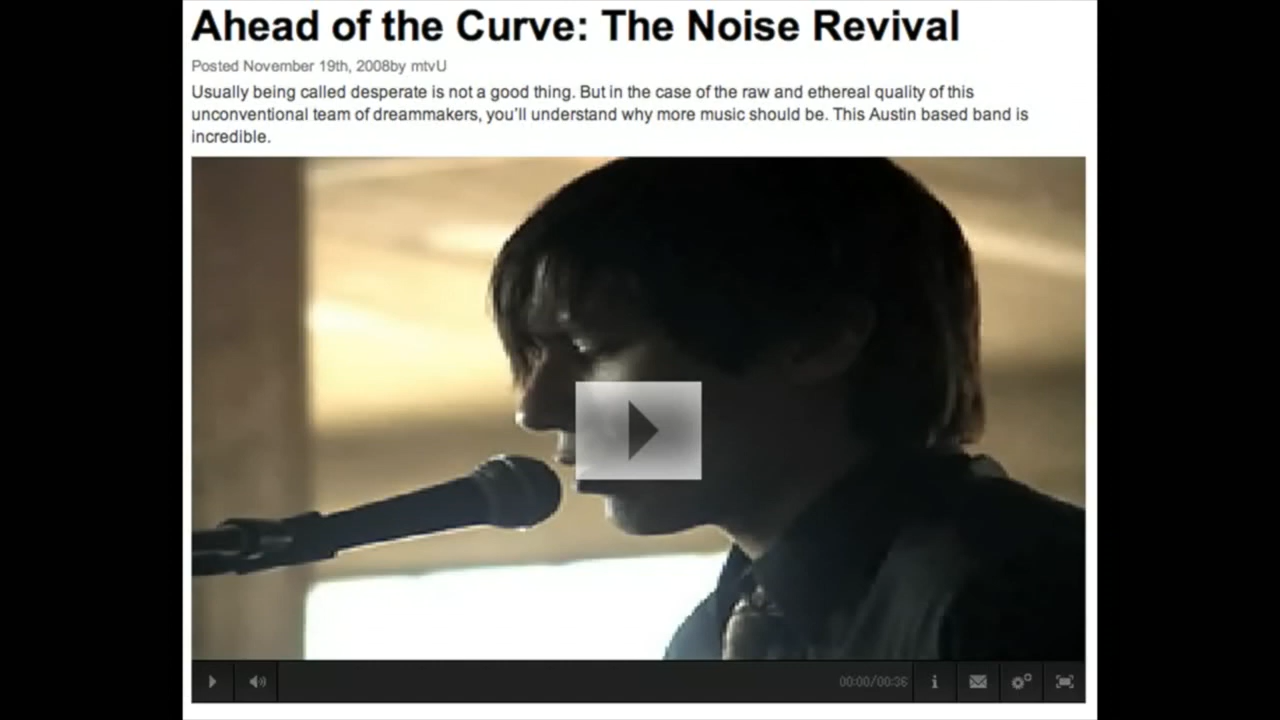 Ahead of the Curve: The Noise Revival
Posted November 19th, 2008by mtvU
Usually being called desperate is not a good thing. But in the case of the raw and ethereal quality of this
unconventional team of dreammakers, you'll understand why more music should be. This Austin based band is
incredible.
00:00/00:36
i